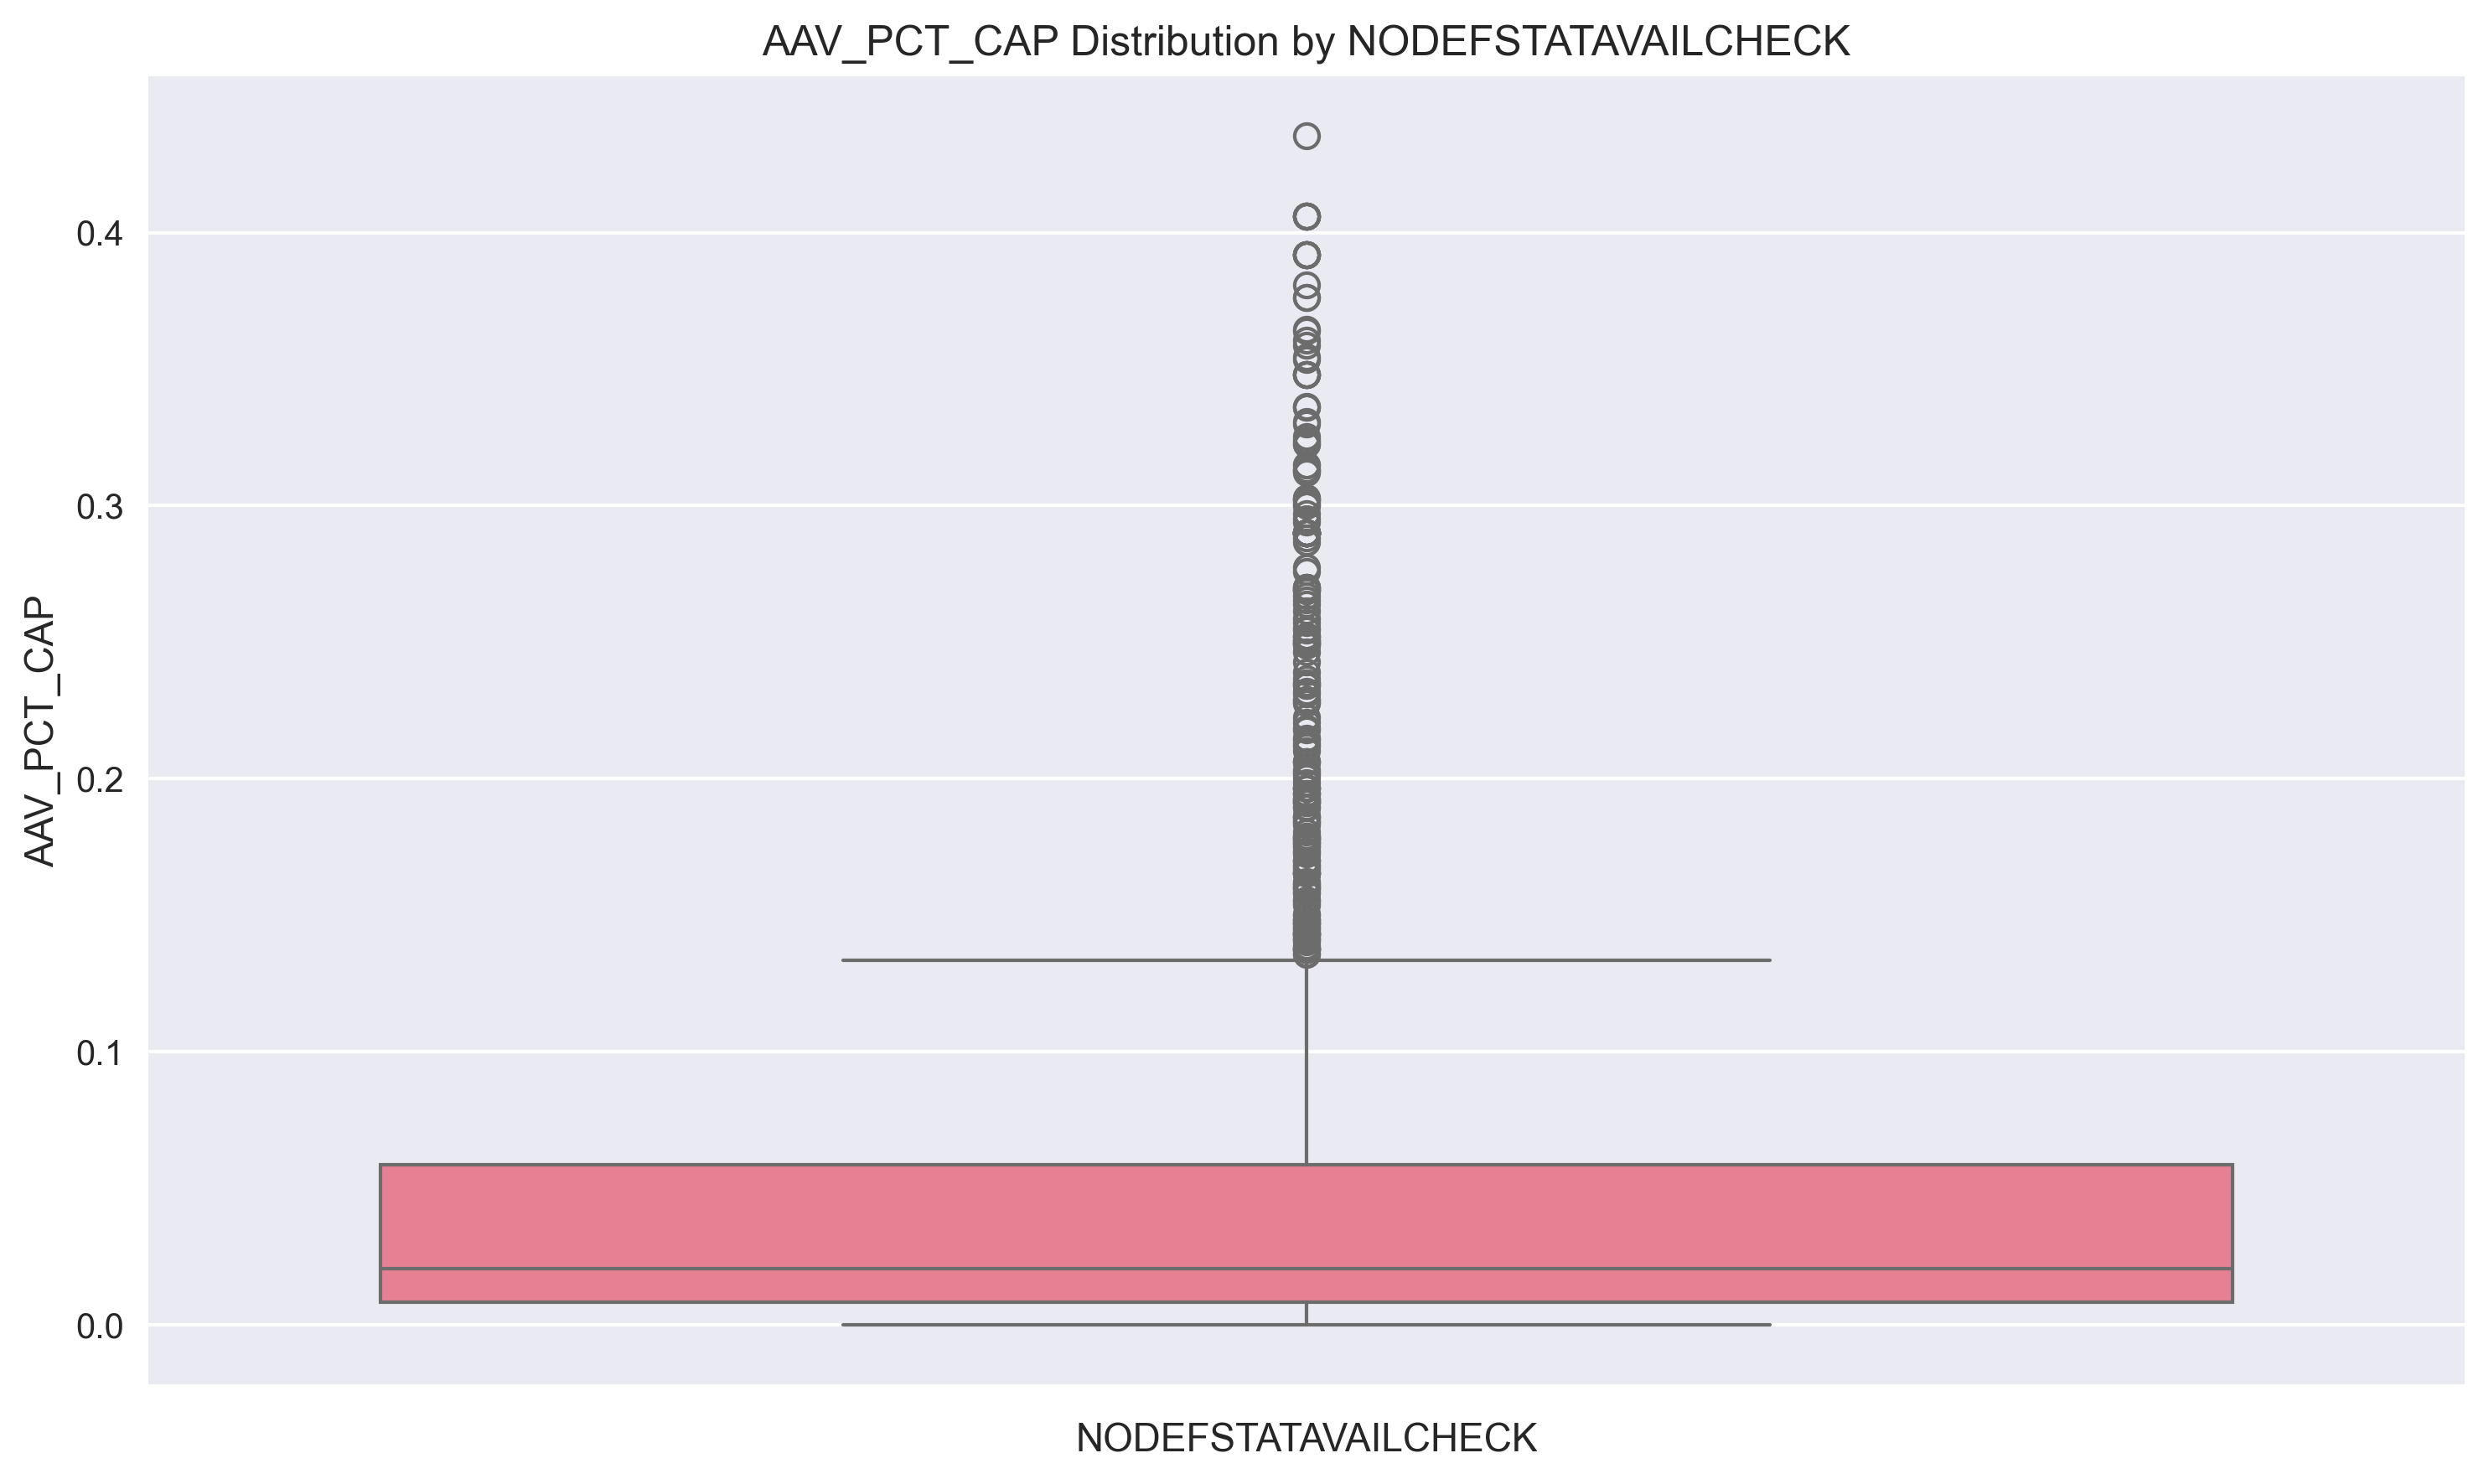 AAV_PCT_CAP Distribution by NODEFSTATAVAILCHECK
AAV_PCT_CAP
0.4
0.3
0.2
0.1
0.0
NODEFSTATAVAILCHECK